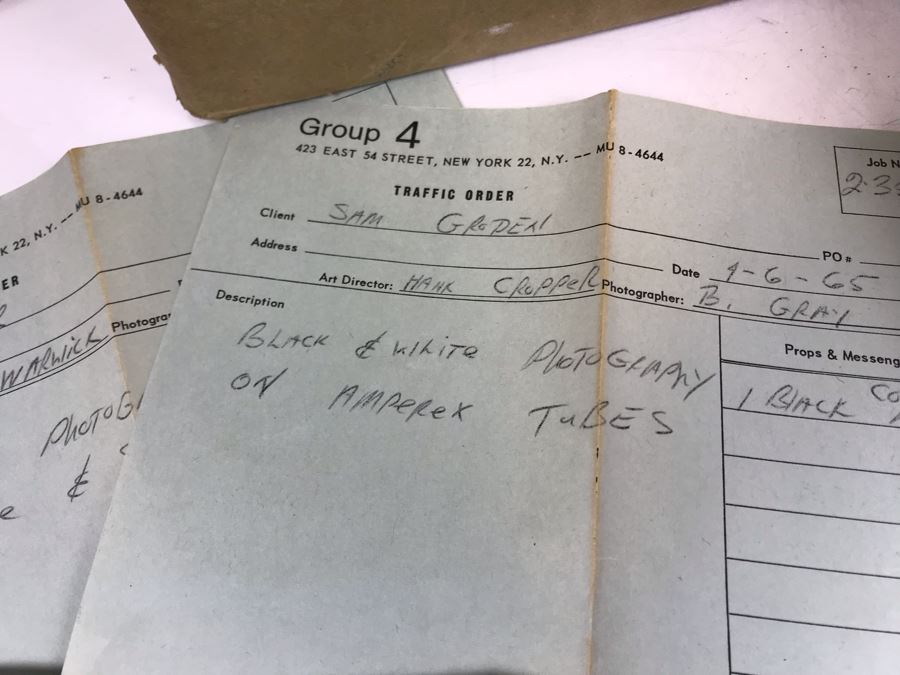 Group 4
423 EAST 54 STREET, NEW YORK 22, N.Y. -- MU 8-4644
TRAFFIC ORDER
Job N
Client SAM GRODEN
PO #
Address
Date 4-6-65
Art Director: HANK CROPPER Photographer: B. GRAY
Description
Props & Messeng
BLACK & WHITE PHOTOGRAPHY
1 BLACK CO
ON AMPEREX TUBES
K 22, N.Y. -- MU 8-4644
ER
WARWICK Photogra
PHOTOG
&